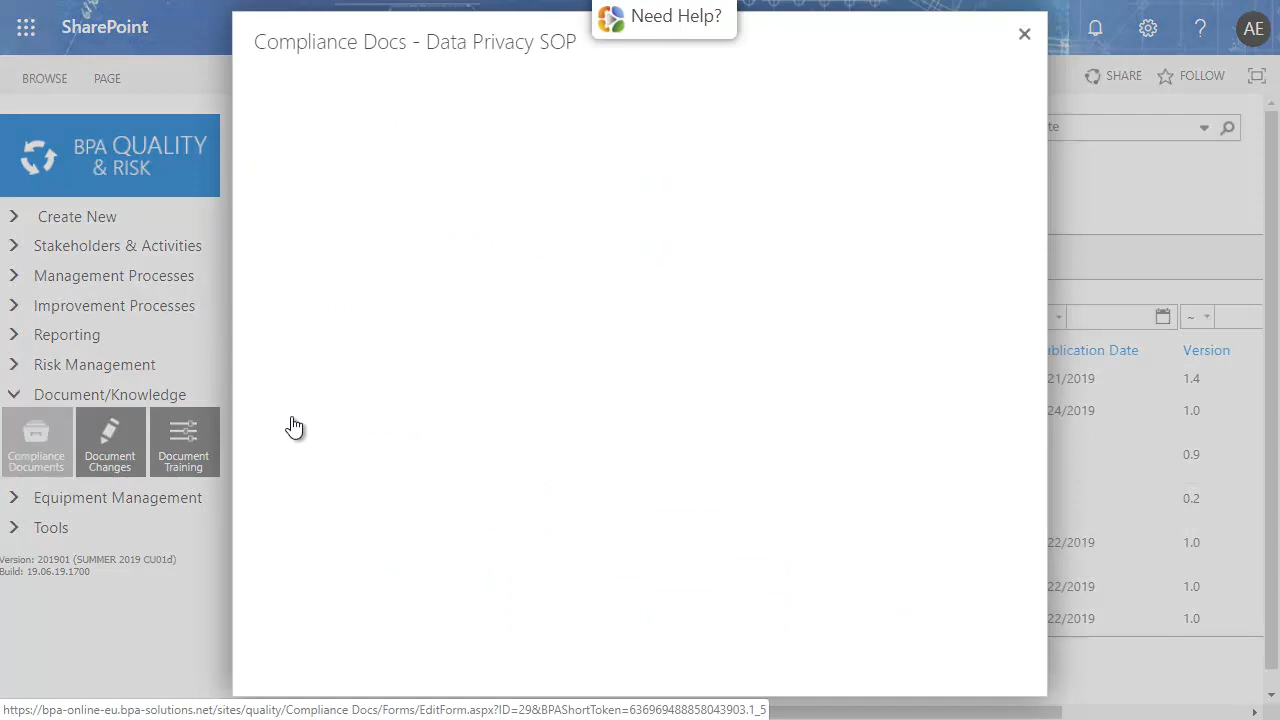 SharePoint
Need Help?
AE
Compliance Docs - Data Privacy SOP
BROWSE
PAGE
SHARE
FOLLOW
BPA QUALITY
& RISK
Create New
Stakeholders & Activities
Management Processes
Improvement Processes
Reporting
Risk Management
Document/Knowledge
Compliance
Documents
Document
Changes
Document
Training
Equipment Management
Tools
Version: 201901 (SUMMER 2019 CU01d)
Build: 19.06.19.1700
te
~
ublication Date
Version
21/2019
1.4
24/2019
1.0
0.9
0.2
22/2019
1.0
22/2019
1.0
22/2019
1.0
https://bpa-online-eu.bpa-solutions.net/sites/quality/Compliance Docs/Forms/EditForm.aspx?ID=29&BPAShortToken=636969488858043903.1_5